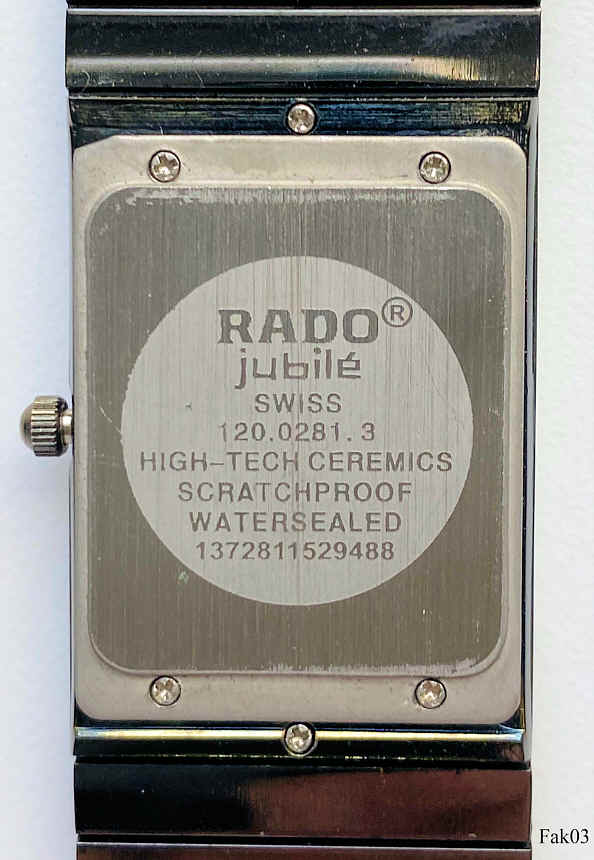 RADO®
jubilé
SWISS
120.0281.3
HIGH-TECH CEREMICS
SCRATCHPROOF
WATERSEALED
1372811529488
Fak03